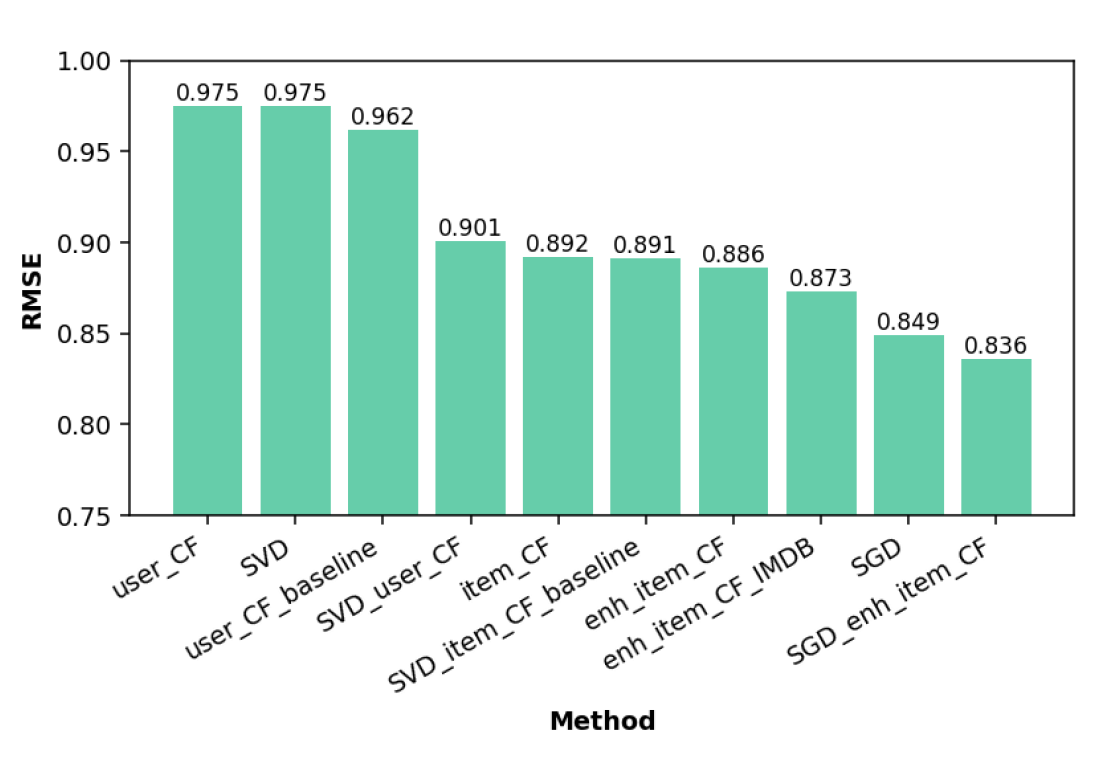 1.00
0.95
0.90
0.85
0.80
0.75
RMSE
0.975
0.975
0.962
0.901
0.892
0.891
0.886
0.873
0.849
0.836
user_CF
SVD
user_CF_baseline
SVD_user_CF
item_CF
SVD_item_CF_baseline
enh_item_CF
enh_item_CF_IMDB
SGD
SGD_enh_item_CF
Method